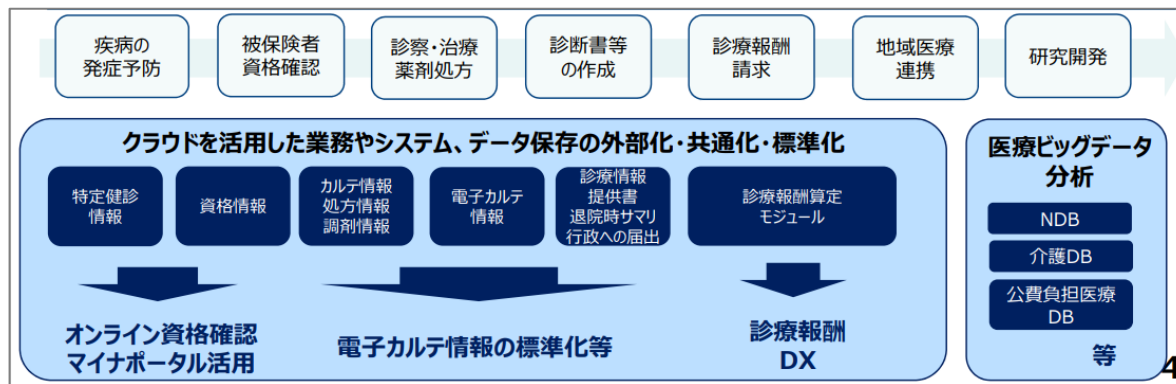 疾病の
発症予防
被保険者
資格確認
診察・治療
薬剤処方
診断書等
の作成
診療報酬
請求
地域医療
連携
研究開発
クラウドを活用した業務やシステム、データ保存の外部化・共通化・標準化
特定健診
情報
資格情報
カルテ情報
処方情報
調剤情報
電子カルテ
情報
診療情報
提供書
退院時サマリ
行政への届出
診療報酬算定
モジュール
オンライン資格確認
マイナポータル活用
電子カルテ情報の標準化等
診療報酬
DX
医療ビッグデータ
分析
NDB
介護DB
公費負担医療
DB
等
4